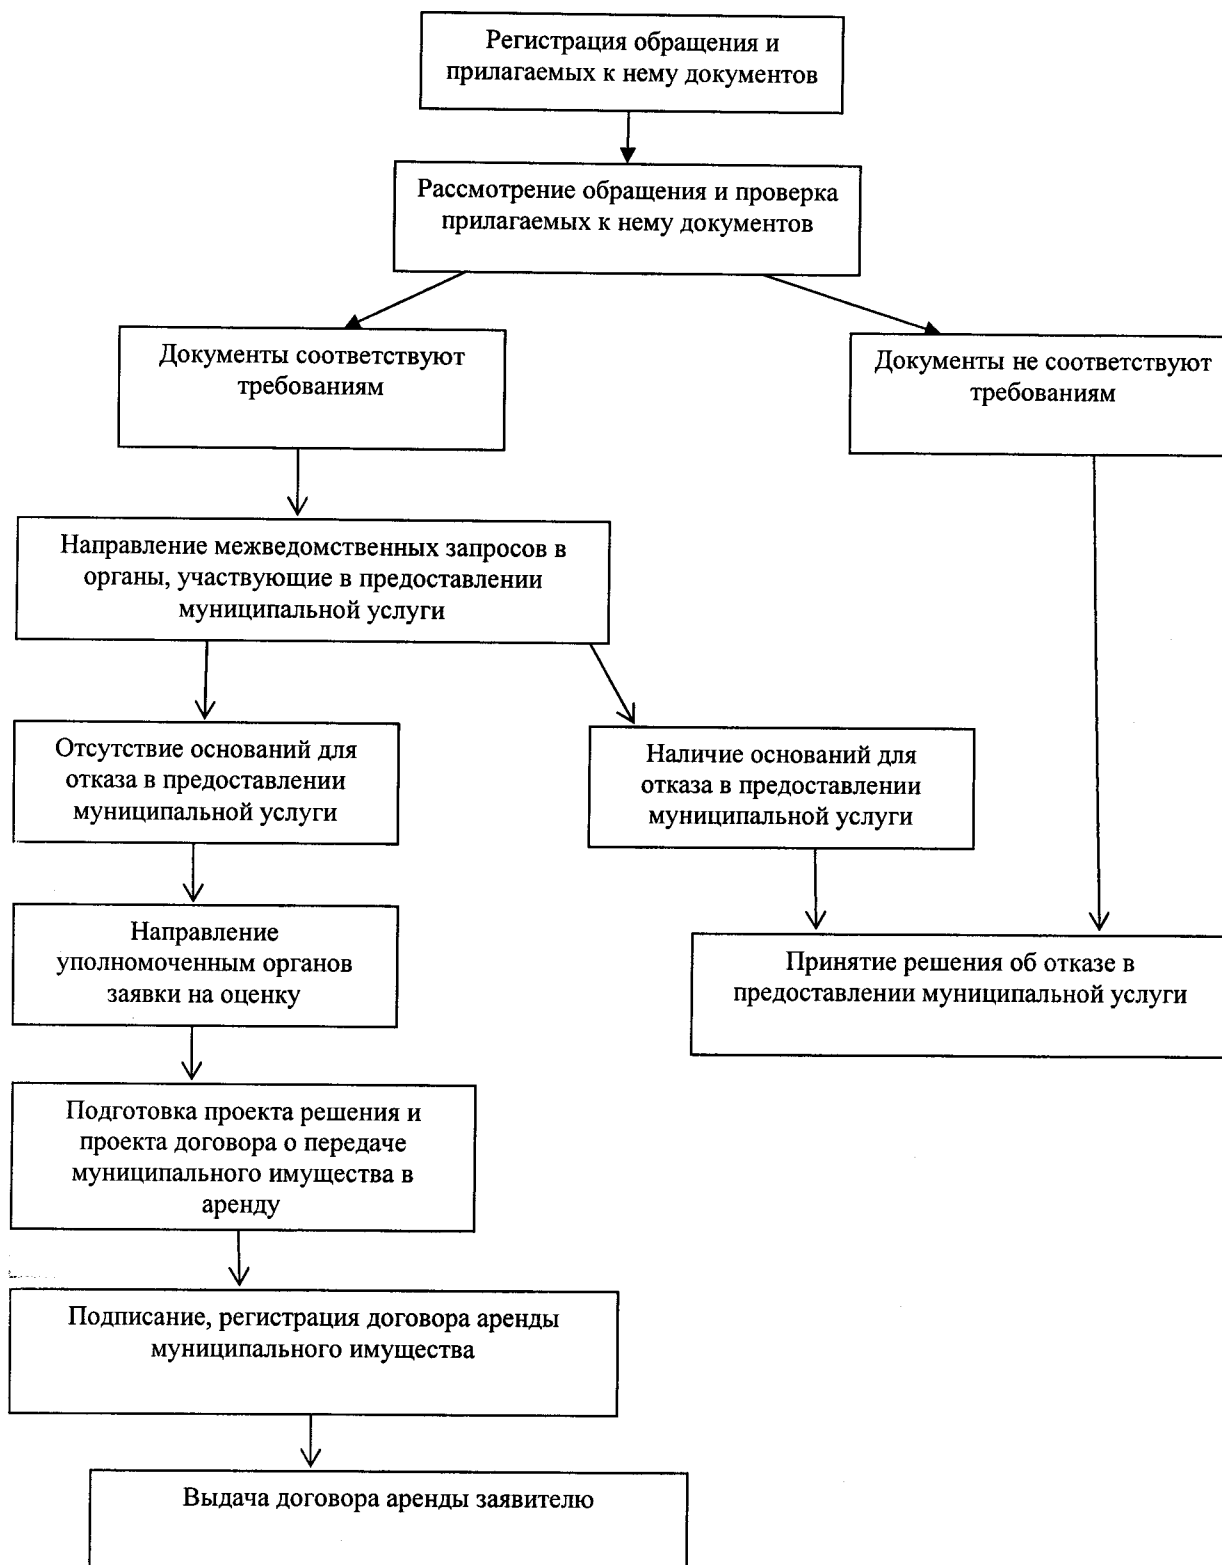 Регистрация обращения и
прилагаемых к нему документов
Рассмотрение обращения и проверка
прилагаемых к нему документов
Документы соответствуют
требованиям
Документы не соответствуют
требованиям
Направление межведомственных запросов в
органы, участвующие в предоставлении
муниципальной услуги
Отсутствие оснований для
отказа в предоставлении
муниципальной услуги
Наличие оснований для
отказа в предоставлении
муниципальной услуги
Направление
уполномоченным органов
заявки на оценку
Принятие решения об отказе в
предоставлении муниципальной услуги
Подготовка проекта решения и
проекта договора о передаче
муниципального имущества в
аренду
Подписание, регистрация договора аренды
муниципального имущества
Выдача договора аренды заявителю